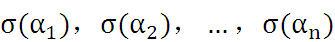 σ(α₁), σ(α₂), …, σ(αₙ)